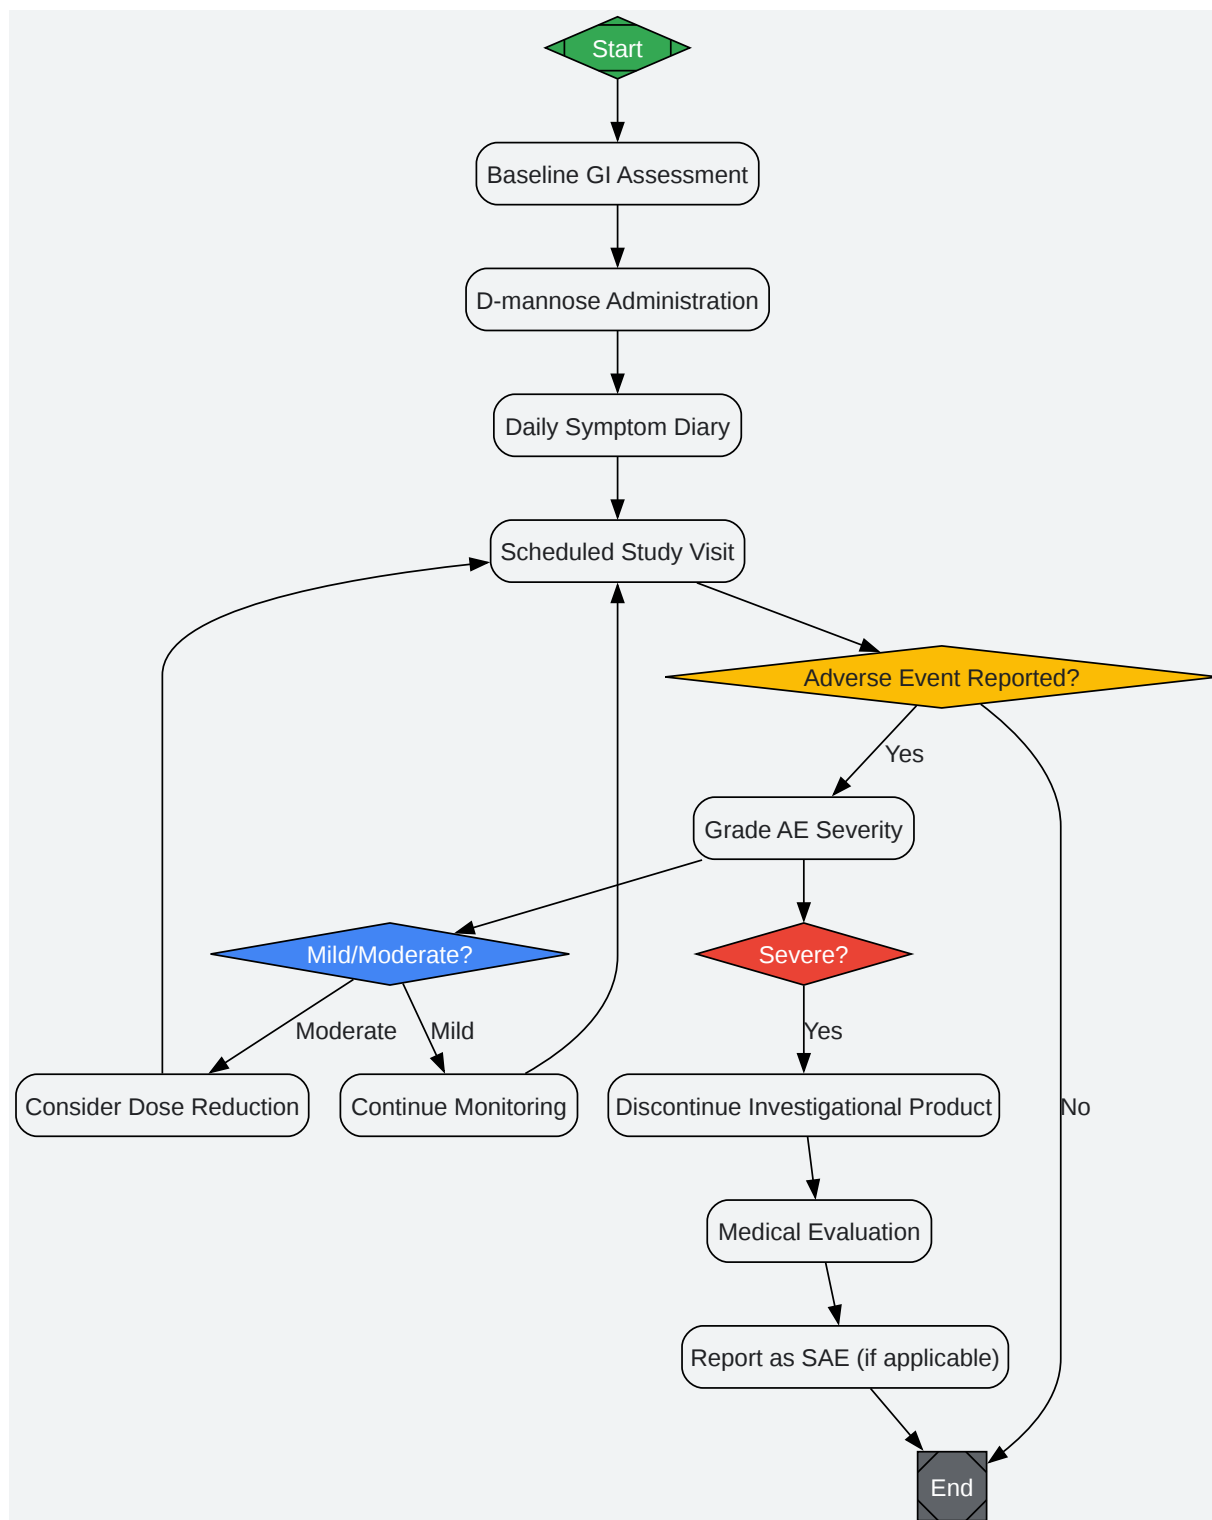 Start
Baseline GI Assessment
D-mannose Administration
Daily Symptom Diary
Scheduled Study Visit
Adverse Event Reported?
Yes
Grade AE Severity
Mild/Moderate?
Severe?
Moderate
Mild
Yes
Consider Dose Reduction
Continue Monitoring
Discontinue Investigational Product
No
Medical Evaluation
Report as SAE (if applicable)
End